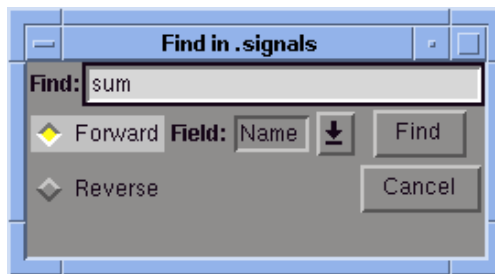 Find in .signals
Find: sum
Forward Field: Name Find
Reverse Cancel